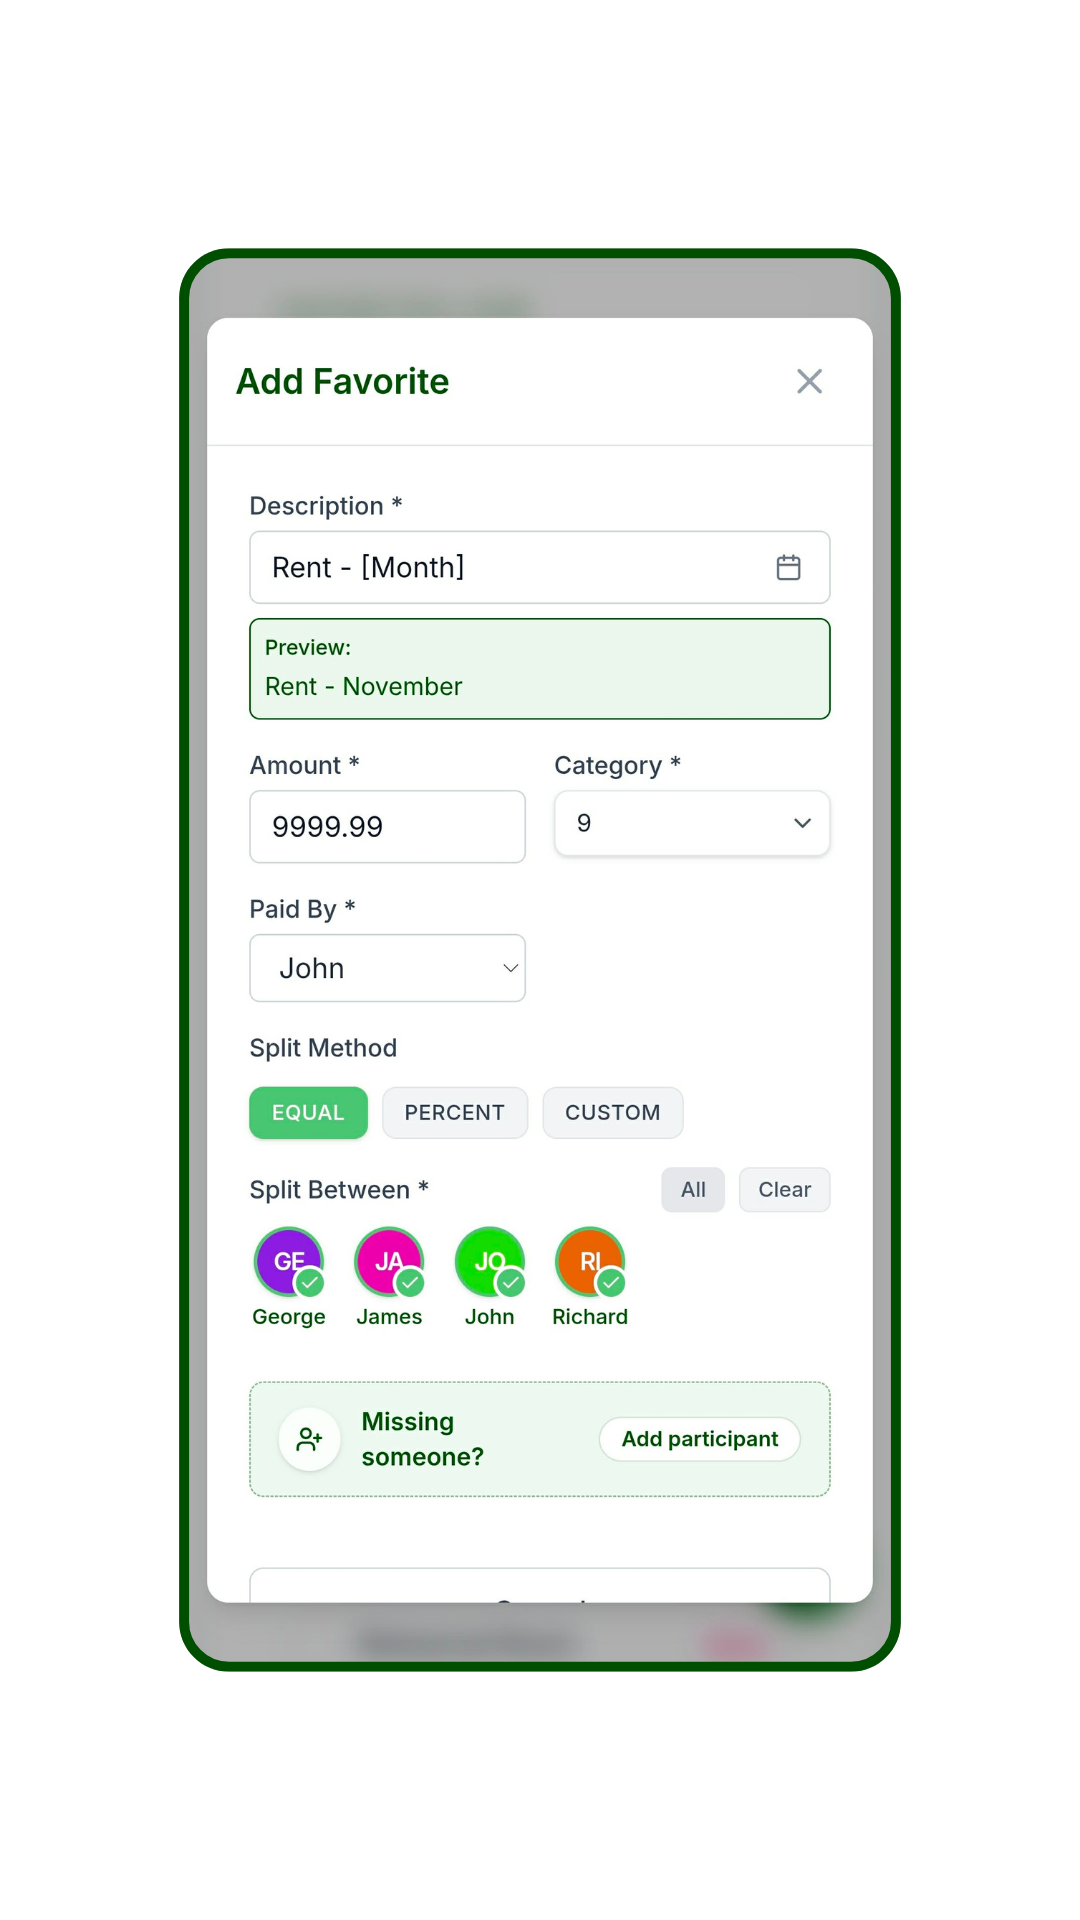 Add Favorite
Description *
Rent - [Month]
Preview:
Rent - November
Amount *
Category *
9999.99
9
Paid By *
John
Split Method
EQUAL
PERCENT
CUSTOM
Split Between *
All
Clear
GE
JA
JO
RI
George
James
John
Richard
Missing
someone?
Add participant